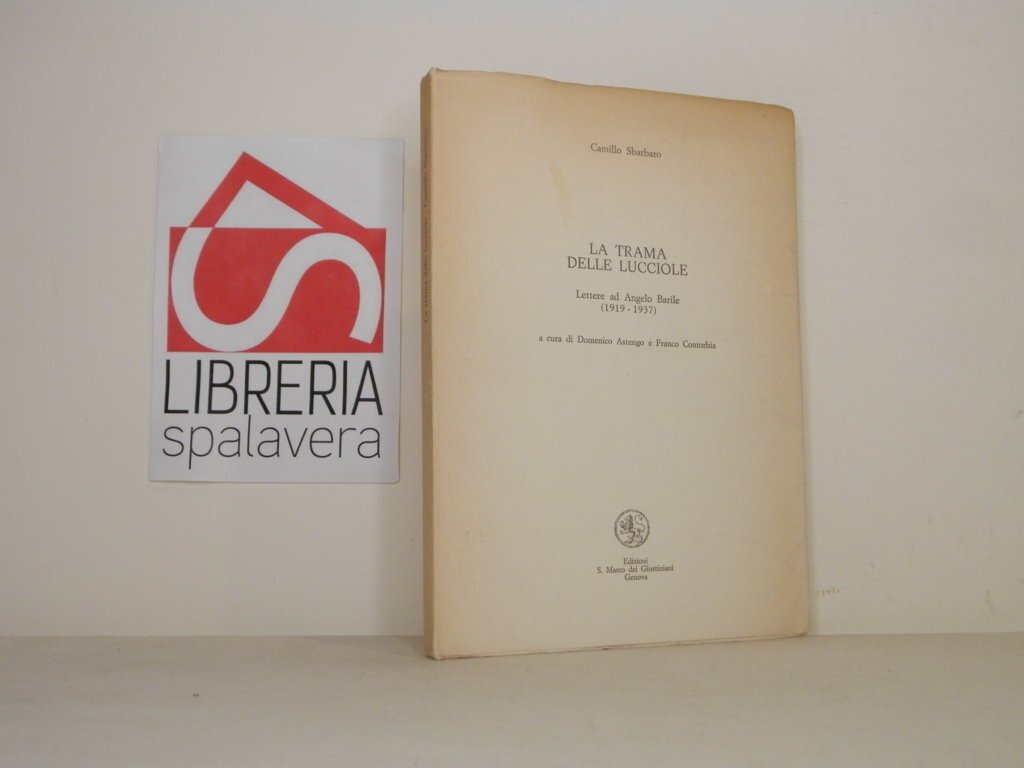 LIBRERIA
spalavera
Camillo Sbarbaro
LA TRAMA
DELLE LUCCIOLE
Lettere ad Angelo Barile
(1919 - 1937)
a cura di Domenico Astengo e Franco Contorbia
Edizioni
S. Marco dei Giustiniani
Genova